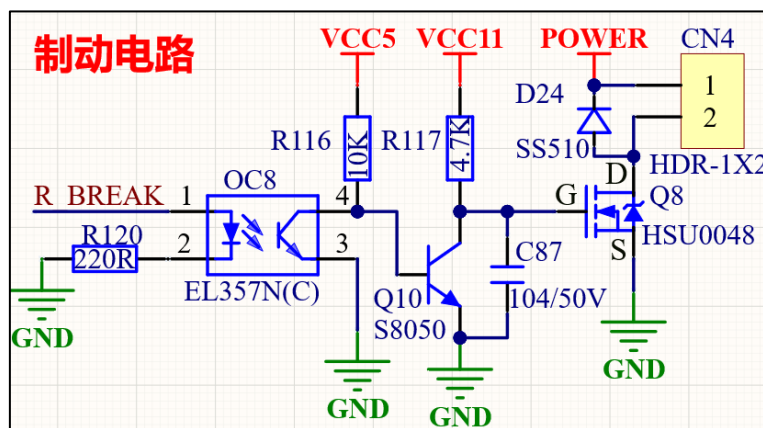 制动电路
VCC5
VCC11
POWER
CN4
D24
1
2
R116
10K
R117
4.7K
SS510
HDR-1X2
OC8
R_BREAK
1
4
G
D
Q8
R120
2
3
S
HSU0048
220R
C87
EL357N(C)
Q10
104/50V
S8050
GND
GND
GND
GND